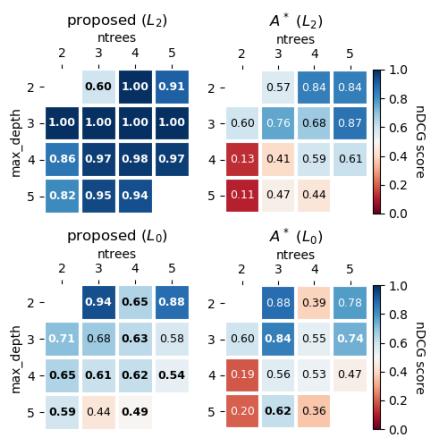 proposed (L₂)
ntrees
2 3 4 5
max_depth
2 0.60 1.00 0.91
3 1.00 1.00 1.00 1.00
4 0.86 0.97 0.98 0.97
5 0.82 0.95 0.94
A* (L₂)
ntrees
2 3 4 5
2 0.57 0.84 0.84
3 0.60 0.76 0.68 0.87
4 0.13 0.41 0.59 0.61
5 0.11 0.47 0.44
1.0
0.8
0.6
0.4
0.2
0.0
nDCG score
proposed (L₀)
ntrees
2 3 4 5
max_depth
2 0.94 0.65 0.88
3 0.71 0.68 0.63 0.58
4 0.65 0.61 0.62 0.54
5 0.59 0.44 0.49
A* (L₀)
ntrees
2 3 4 5
2 0.88 0.39 0.78
3 0.60 0.84 0.55 0.74
4 0.19 0.56 0.53 0.47
5 0.20 0.62 0.36
1.0
0.8
0.6
0.4
0.2
0.0
nDCG score